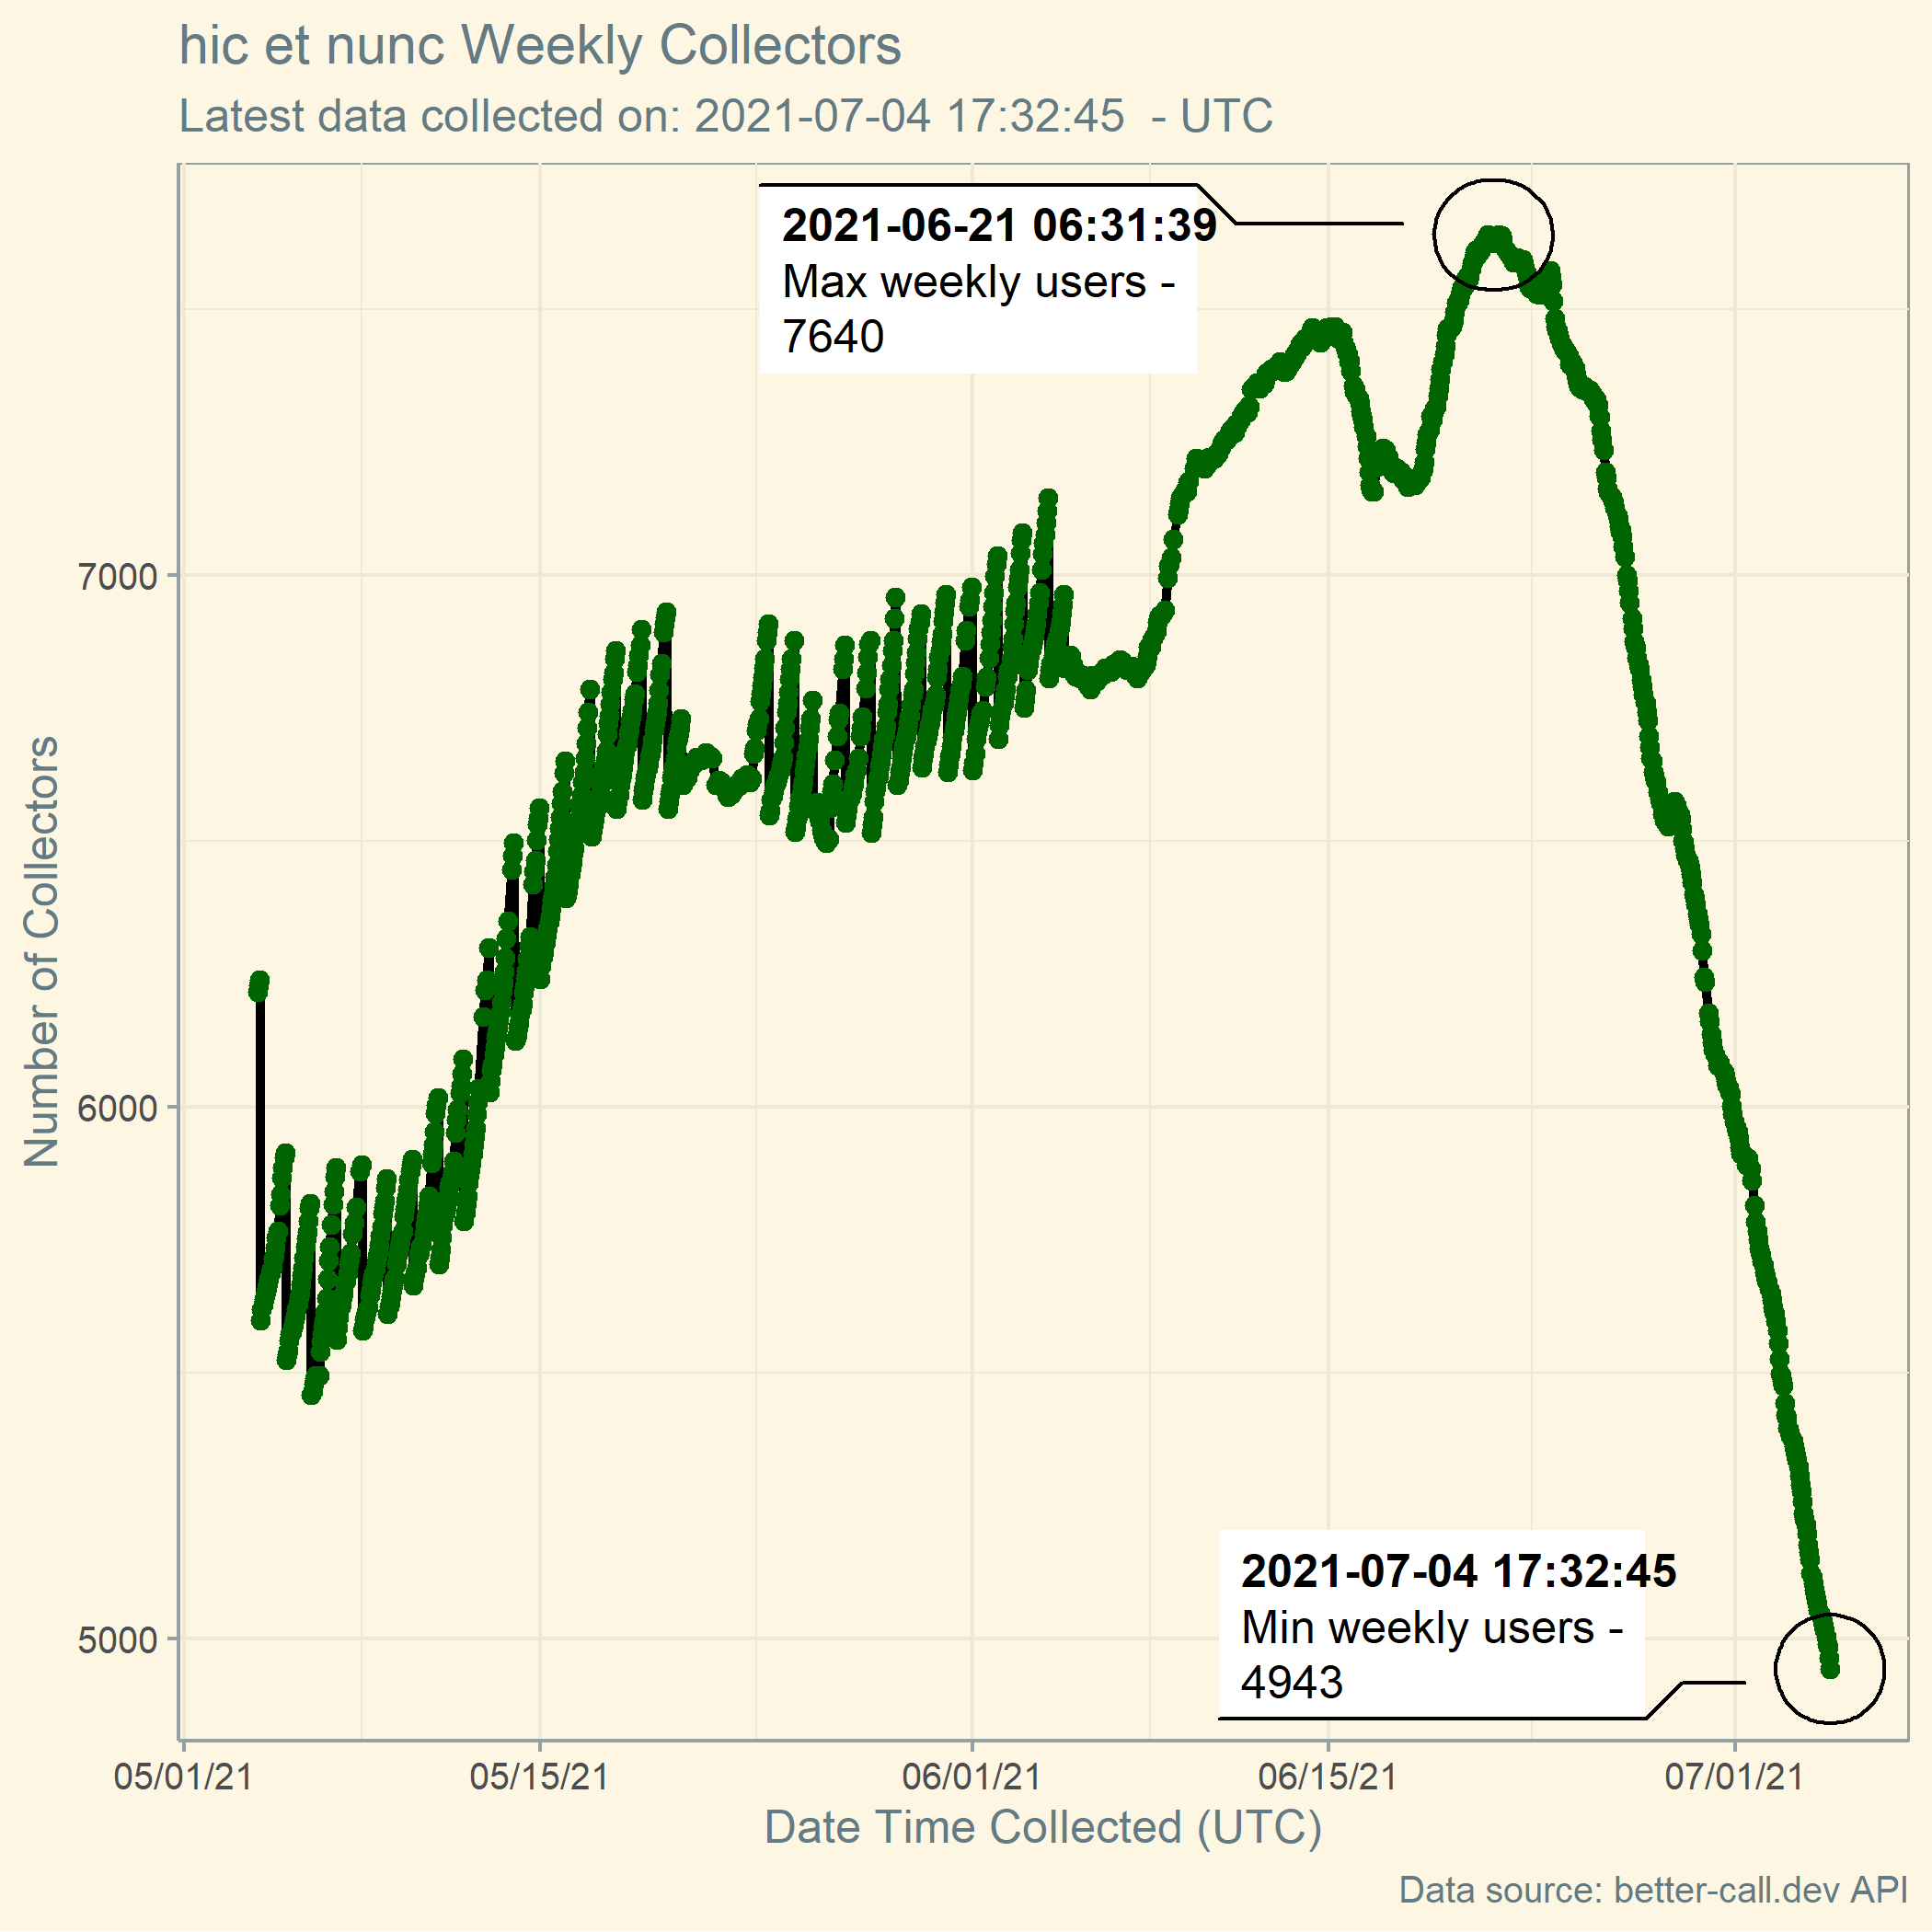 hic et nunc Weekly Collectors
Latest data collected on: 2021-07-04 17:32:45  - UTC
2021-06-21 06:31:39
Max weekly users -
7640
7000
6000
5000
Number of Collectors
2021-07-04 17:32:45
Min weekly users -
4943
05/01/21
05/15/21
06/01/21
06/15/21
07/01/21
Date Time Collected (UTC)
Data source: better-call.dev API